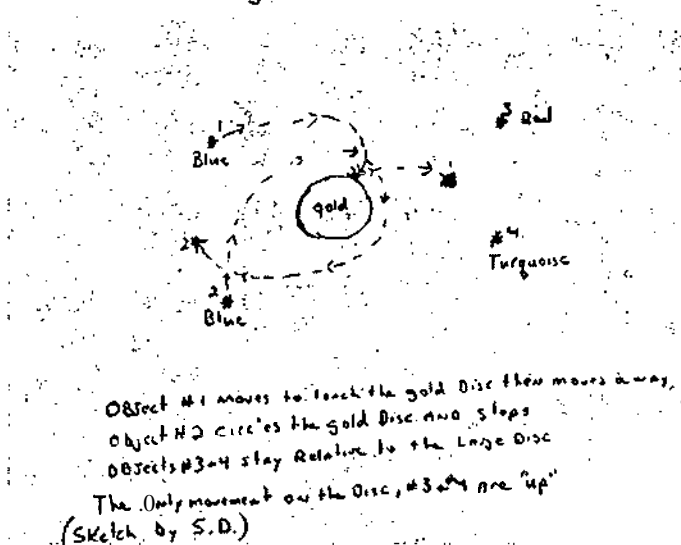 1
Blue
3 Red
gold
1
2
#4
Turquoise
2
Blue
OBJect #1 moves to touch the gold Disc then moves away,
Object #2 circles the gold Disc AND stops
OBJects #3+4 stay Relative to the Large Disc
The Only movement on the Disc, #3+#4 Are "up"
(Sketch by S.D.)